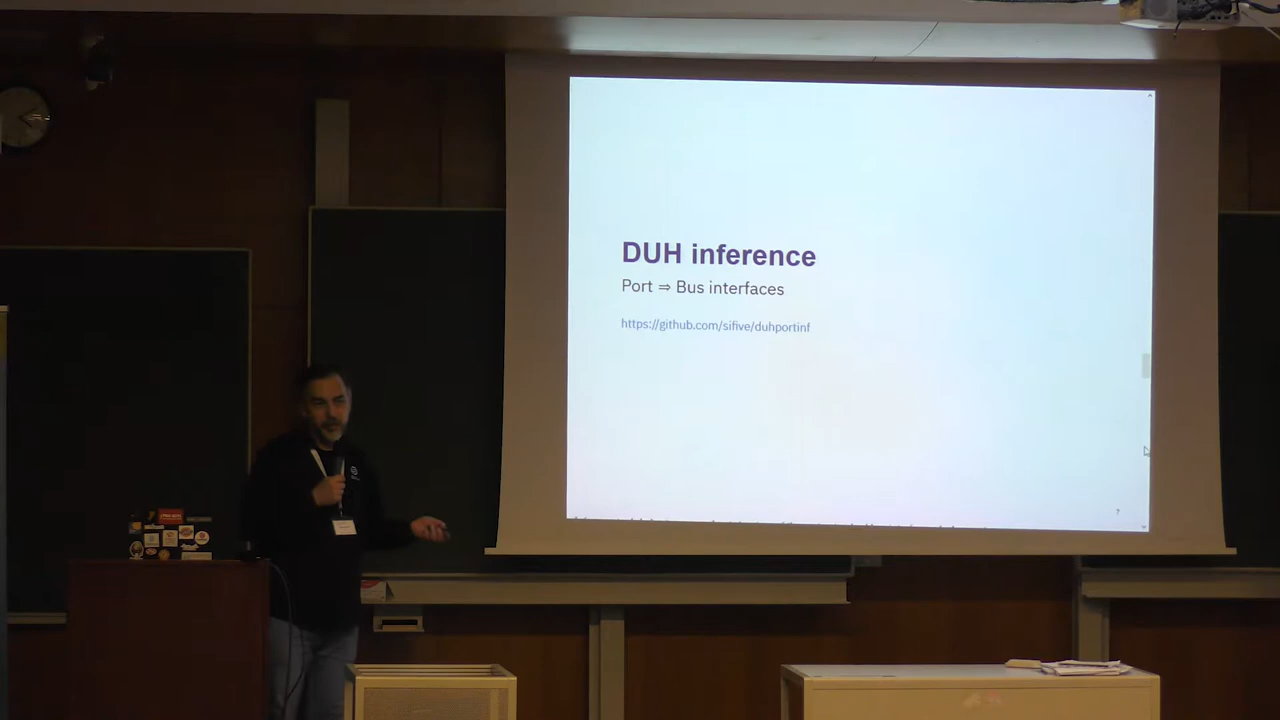 DUH inference
Port ⇒ Bus interfaces
https://github.com/sifive/duhportinf